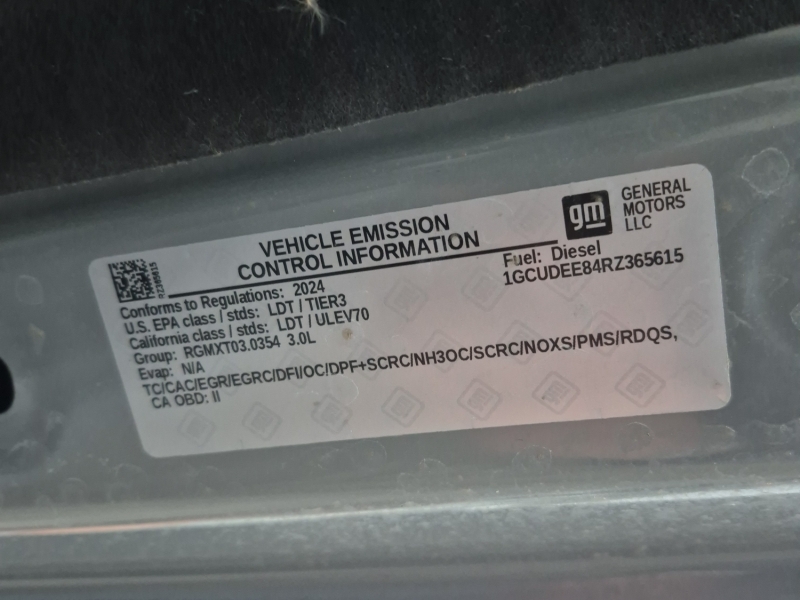 VEHICLE EMISSION
CONTROL INFORMATION
gm
GENERAL
MOTORS
LLC
RZ365615
Fuel: Diesel
1GCUDEE84RZ365615
Conforms to Regulations: 2024
U.S. EPA class / stds: LDT / TIER3
California class / stds: LDT / ULEV70
Group: RGMXT03.0354 3.0L
Evap: N/A
TC/CAC/EGR/EGRC/DFI/OC/DPF+SCRC/NH3OC/SCRC/NOXS/PMS/RDQS,
CA OBD: II